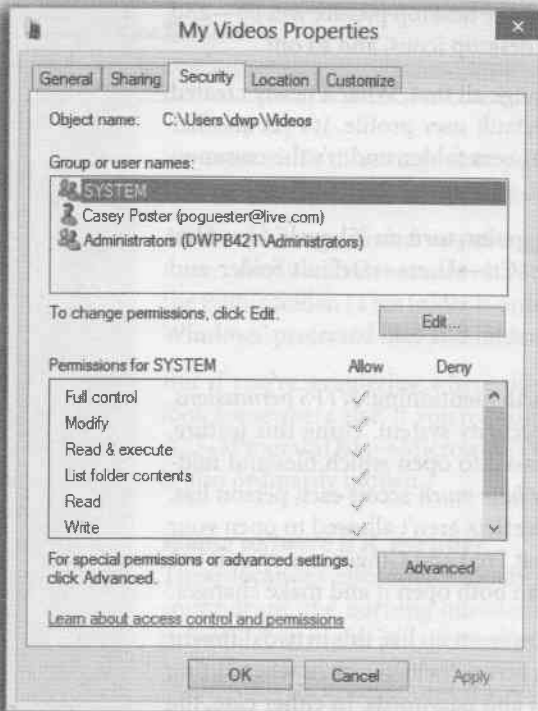 My Videos Properties
×
General Sharing Security Location Customize
Object name: C:\Users\dwp\Videos
Group or user names:
SYSTEM
Casey Poster (poguester@live.com)
Administrators (DWPB421\Administrators)
To change permissions, click Edit.
Edit...
Permissions for SYSTEM Allow Deny
Full control
Modify
Read & execute
List folder contents
Read
Write
For special permissions or advanced settings, click Advanced.
Advanced
Learn about access control and permissions
OK Cancel Apply